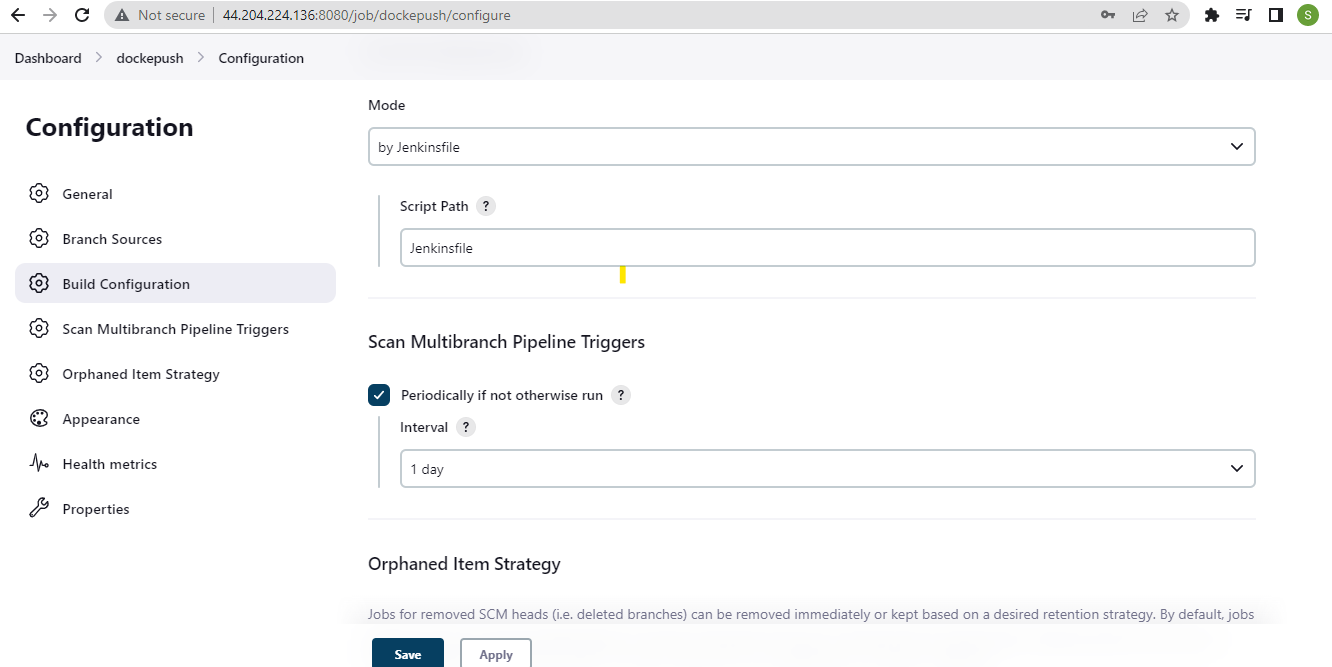 Not secure | 44.204.224.136:8080/job/dockepush/configure
S
Dashboard > dockepush > Configuration
Configuration
General
Branch Sources
Build Configuration
Scan Multibranch Pipeline Triggers
Orphaned Item Strategy
Appearance
Health metrics
Properties
Mode
by Jenkinsfile
Script Path ?
Jenkinsfile
Scan Multibranch Pipeline Triggers
Periodically if not otherwise run ?
Interval ?
1 day
Orphaned Item Strategy
Jobs for removed SCM heads (i.e. deleted branches) can be removed immediately or kept based on a desired retention strategy. By default, jobs
Save Apply